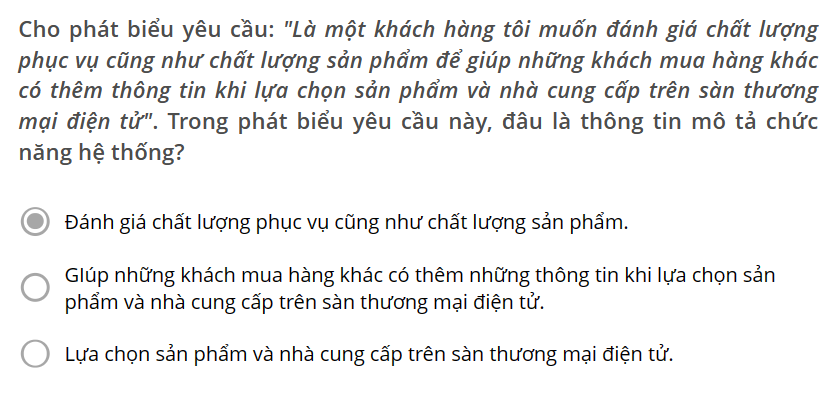 Cho phát biểu yêu cầu: "Là một khách hàng tôi muốn đánh giá chất lượng
phục vụ cũng như chất lượng sản phẩm để giúp những khách mua hàng khác
có thêm thông tin khi lựa chọn sản phẩm và nhà cung cấp trên sàn thương
mại điện tử". Trong phát biểu yêu cầu này, đâu là thông tin mô tả chức
năng hệ thống?
Đánh giá chất lượng phục vụ cũng như chất lượng sản phẩm.
GIúp những khách mua hàng khác có thêm những thông tin khi lựa chọn sản
phẩm và nhà cung cấp trên sàn thương mại điện tử.
Lựa chọn sản phẩm và nhà cung cấp trên sàn thương mại điện tử.